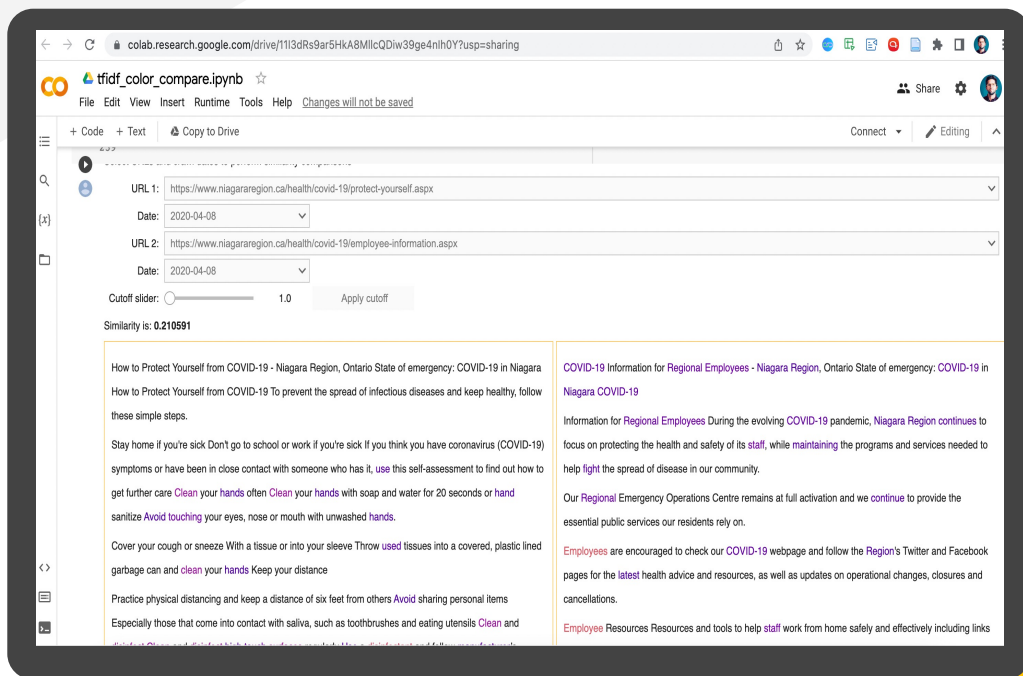 colab.research.google.com/drive/11I3dRs9ar5HkA8MllcQDiw39ge4nlh0Y?usp=sharing
tfidf_color_compare.ipynb
File Edit View Insert Runtime Tools Help Changes will not be saved
Share
+ Code + Text Copy to Drive
Connect Editing
URL 1: https://www.niagararegion.ca/health/covid-19/protect-yourself.aspx
Date: 2020-04-08
URL 2: https://www.niagararegion.ca/health/covid-19/employee-information.aspx
Date: 2020-04-08
Cutoff slider: 1.0 Apply cutoff
Similarity is: 0.210591
How to Protect Yourself from COVID-19 - Niagara Region, Ontario State of emergency: COVID-19 in Niagara
How to Protect Yourself from COVID-19 To prevent the spread of infectious diseases and keep healthy, follow
these simple steps.
Stay home if you're sick Don't go to school or work if you're sick If you think you have coronavirus (COVID-19)
symptoms or have been in close contact with someone who has it, use this self-assessment to find out how to
get further care Clean your hands often Clean your hands with soap and water for 20 seconds or hand
sanitize Avoid touching your eyes, nose or mouth with unwashed hands.
Cover your cough or sneeze With a tissue or into your sleeve Throw used tissues into a covered, plastic lined
garbage can and clean your hands Keep your distance
Practice physical distancing and keep a distance of six feet from others Avoid sharing personal items
Especially those that come into contact with saliva, such as toothbrushes and eating utensils Clean and
COVID-19 Information for Regional Employees - Niagara Region, Ontario State of emergency: COVID-19 in
Niagara COVID-19
Information for Regional Employees During the evolving COVID-19 pandemic, Niagara Region continues to
focus on protecting the health and safety of its staff, while maintaining the programs and services needed to
help fight the spread of disease in our community.
Our Regional Emergency Operations Centre remains at full activation and we continue to provide the
essential public services our residents rely on.
Employees are encouraged to check our COVID-19 webpage and follow the Region's Twitter and Facebook
pages for the latest health advice and resources, as well as updates on operational changes, closures and
cancellations.
Employee Resources Resources and tools to help staff work from home safely and effectively including links